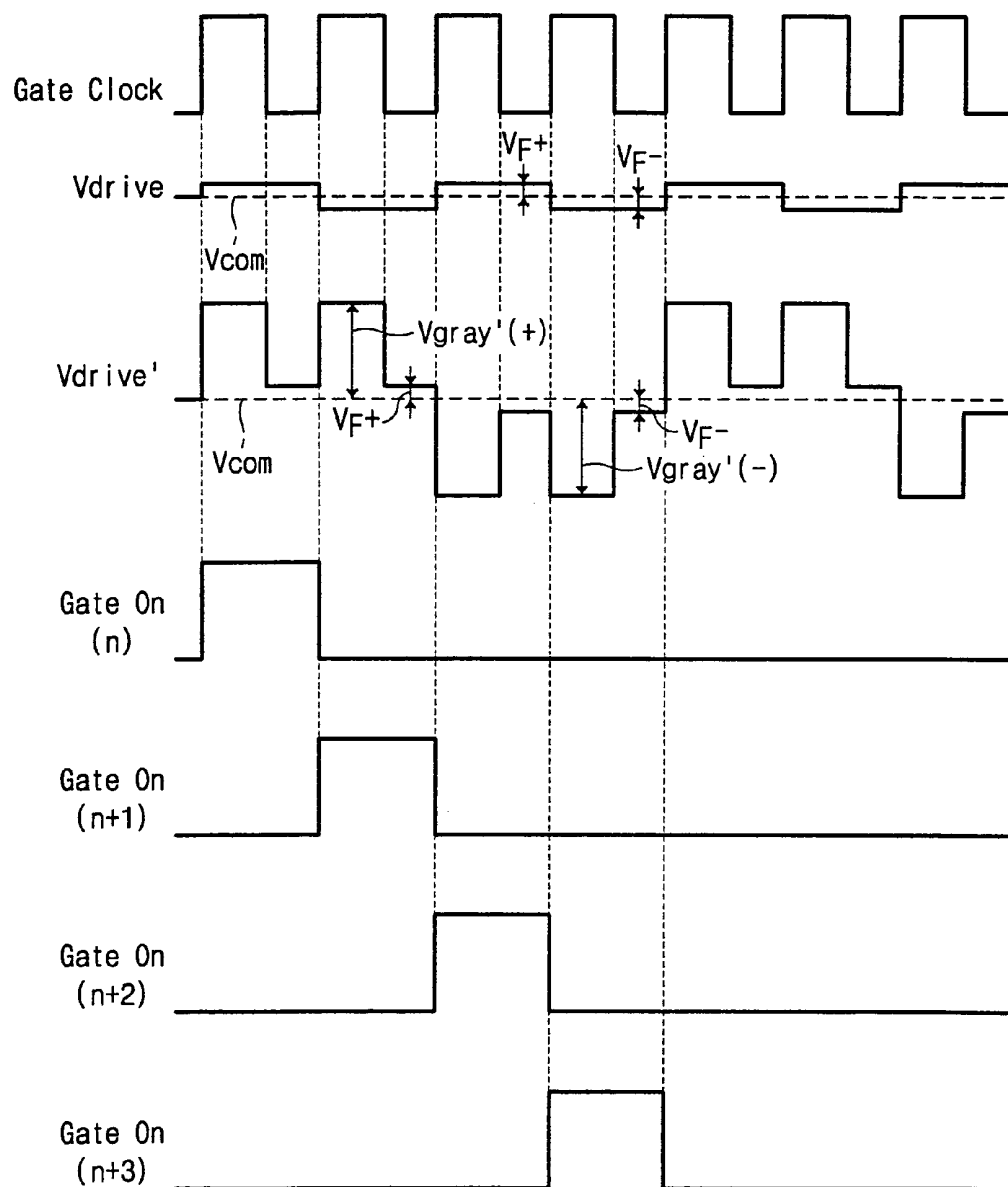 Gate Clock
VF+
VF-
Vdrive
Vcom
Vgray'(+)
Vdrive'
VF+
VF-
Vcom
Vgray'(-)
Gate On
(n)
Gate On
(n+1)
Gate On
(n+2)
Gate On
(n+3)